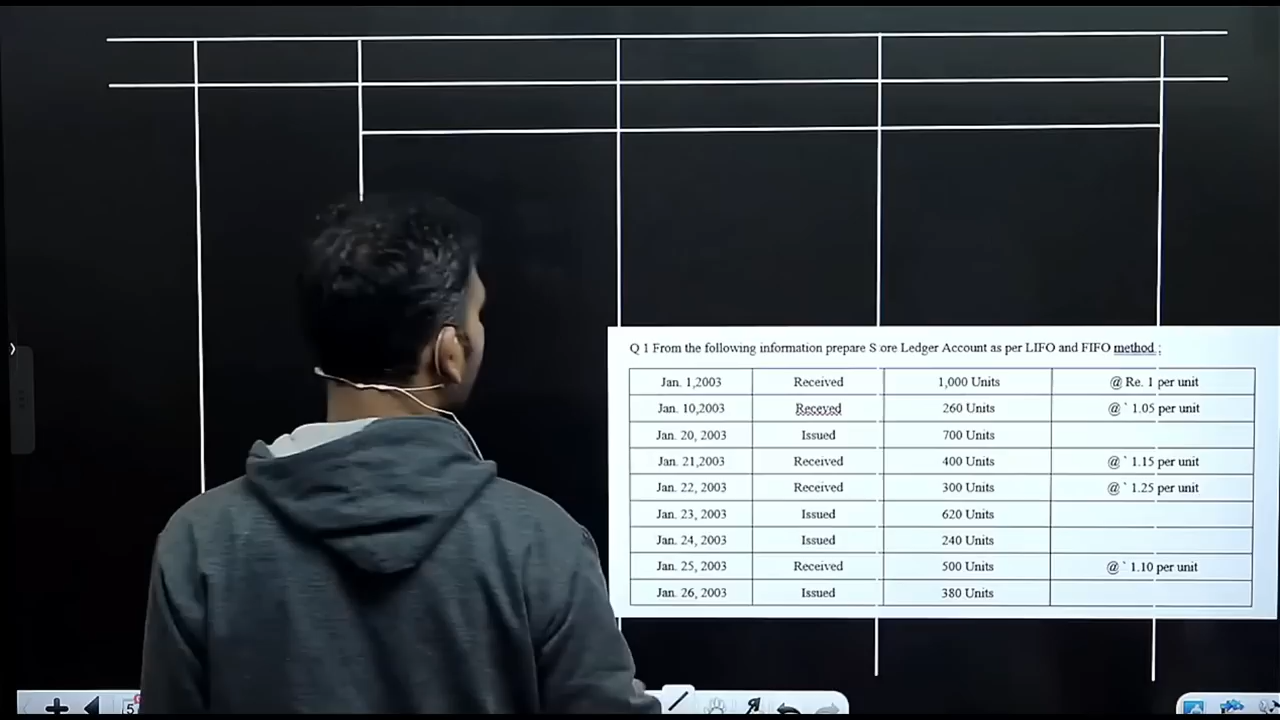 Q 1 From the following information prepare S ore Ledger Account as per LIFO and FIFO method :
Jan. 1,2003 Received 1,000 Units @ Re. 1 per unit
Jan. 10,2003 Receved 260 Units @ ` 1.05 per unit
Jan. 20, 2003 Issued 700 Units
Jan. 21,2003 Received 400 Units @ ` 1.15 per unit
Jan. 22, 2003 Received 300 Units @ ` 1.25 per unit
Jan. 23, 2003 Issued 620 Units
Jan. 24, 2003 Issued 240 Units
Jan. 25, 2003 Received 500 Units @ ` 1.10 per unit
Jan. 26, 2003 Issued 380 Units
5